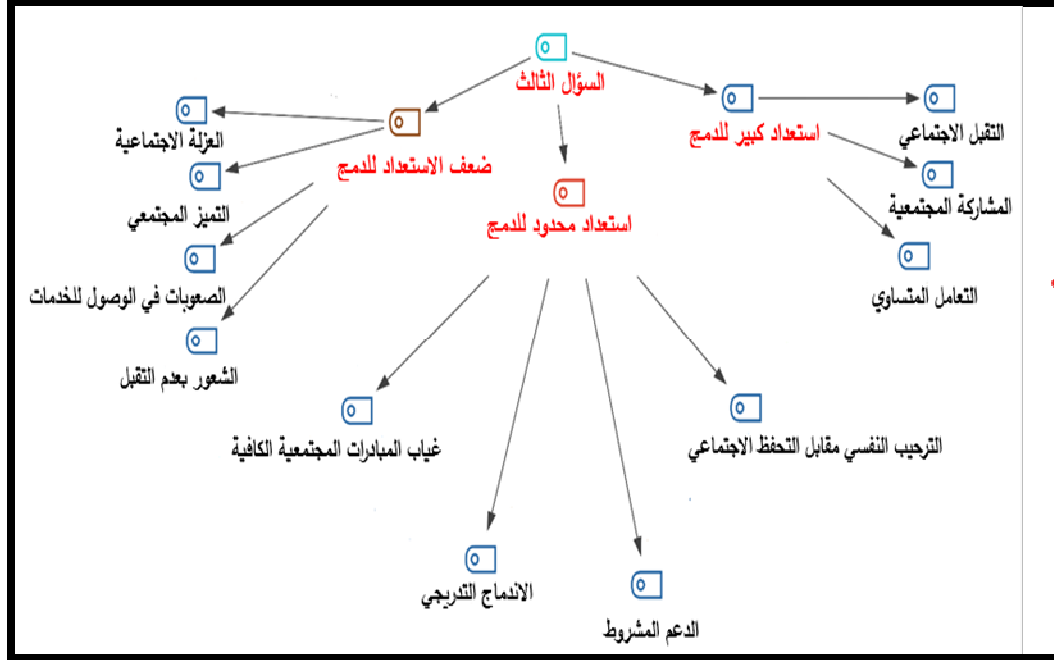 السؤال الثالث
استعداد كبير للدمج
التقبل الاجتماعي
المشاركة المجتمعية
التعامل المتساوي
استعداد محدود للدمج
الترحيب النفسي مقابل التحفظ الاجتماعي
الدعم المشروط
الاندماج التدريجي
غياب المبادرات المجتمعية الكافية
ضعف الاستعداد للدمج
العزلة الاجتماعية
التميز المجتمعي
الصعوبات في الوصول للخدمات
الشعور بعدم التقبل